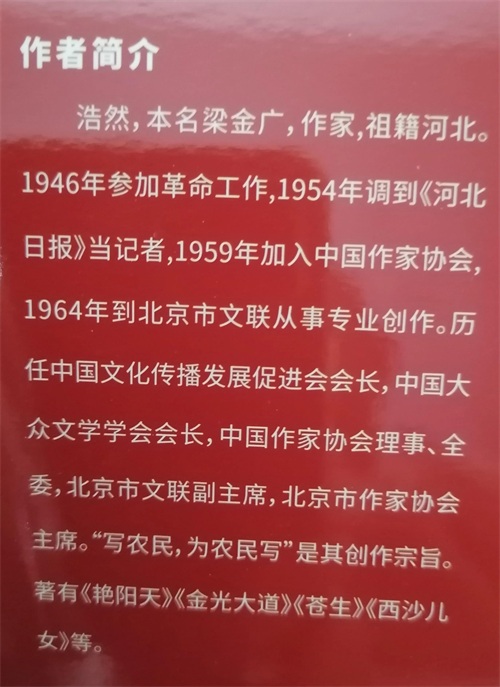 作者简介
浩然，本名梁金广，作家，祖籍河北。
1946年参加革命工作，1954年调到《河北
日报》当记者，1959年加入中国作家协会，
1964年到北京市文联从事专业创作。历
任中国文化传播发展促进会会长，中国大
众文学学会会长，中国作家协会理事、全
委，北京市文联副主席，北京市作家协会
主席。“写农民，为农民写”是其创作宗旨。
著有《艳阳天》《金光大道》《苍生》《西沙儿
女》等。